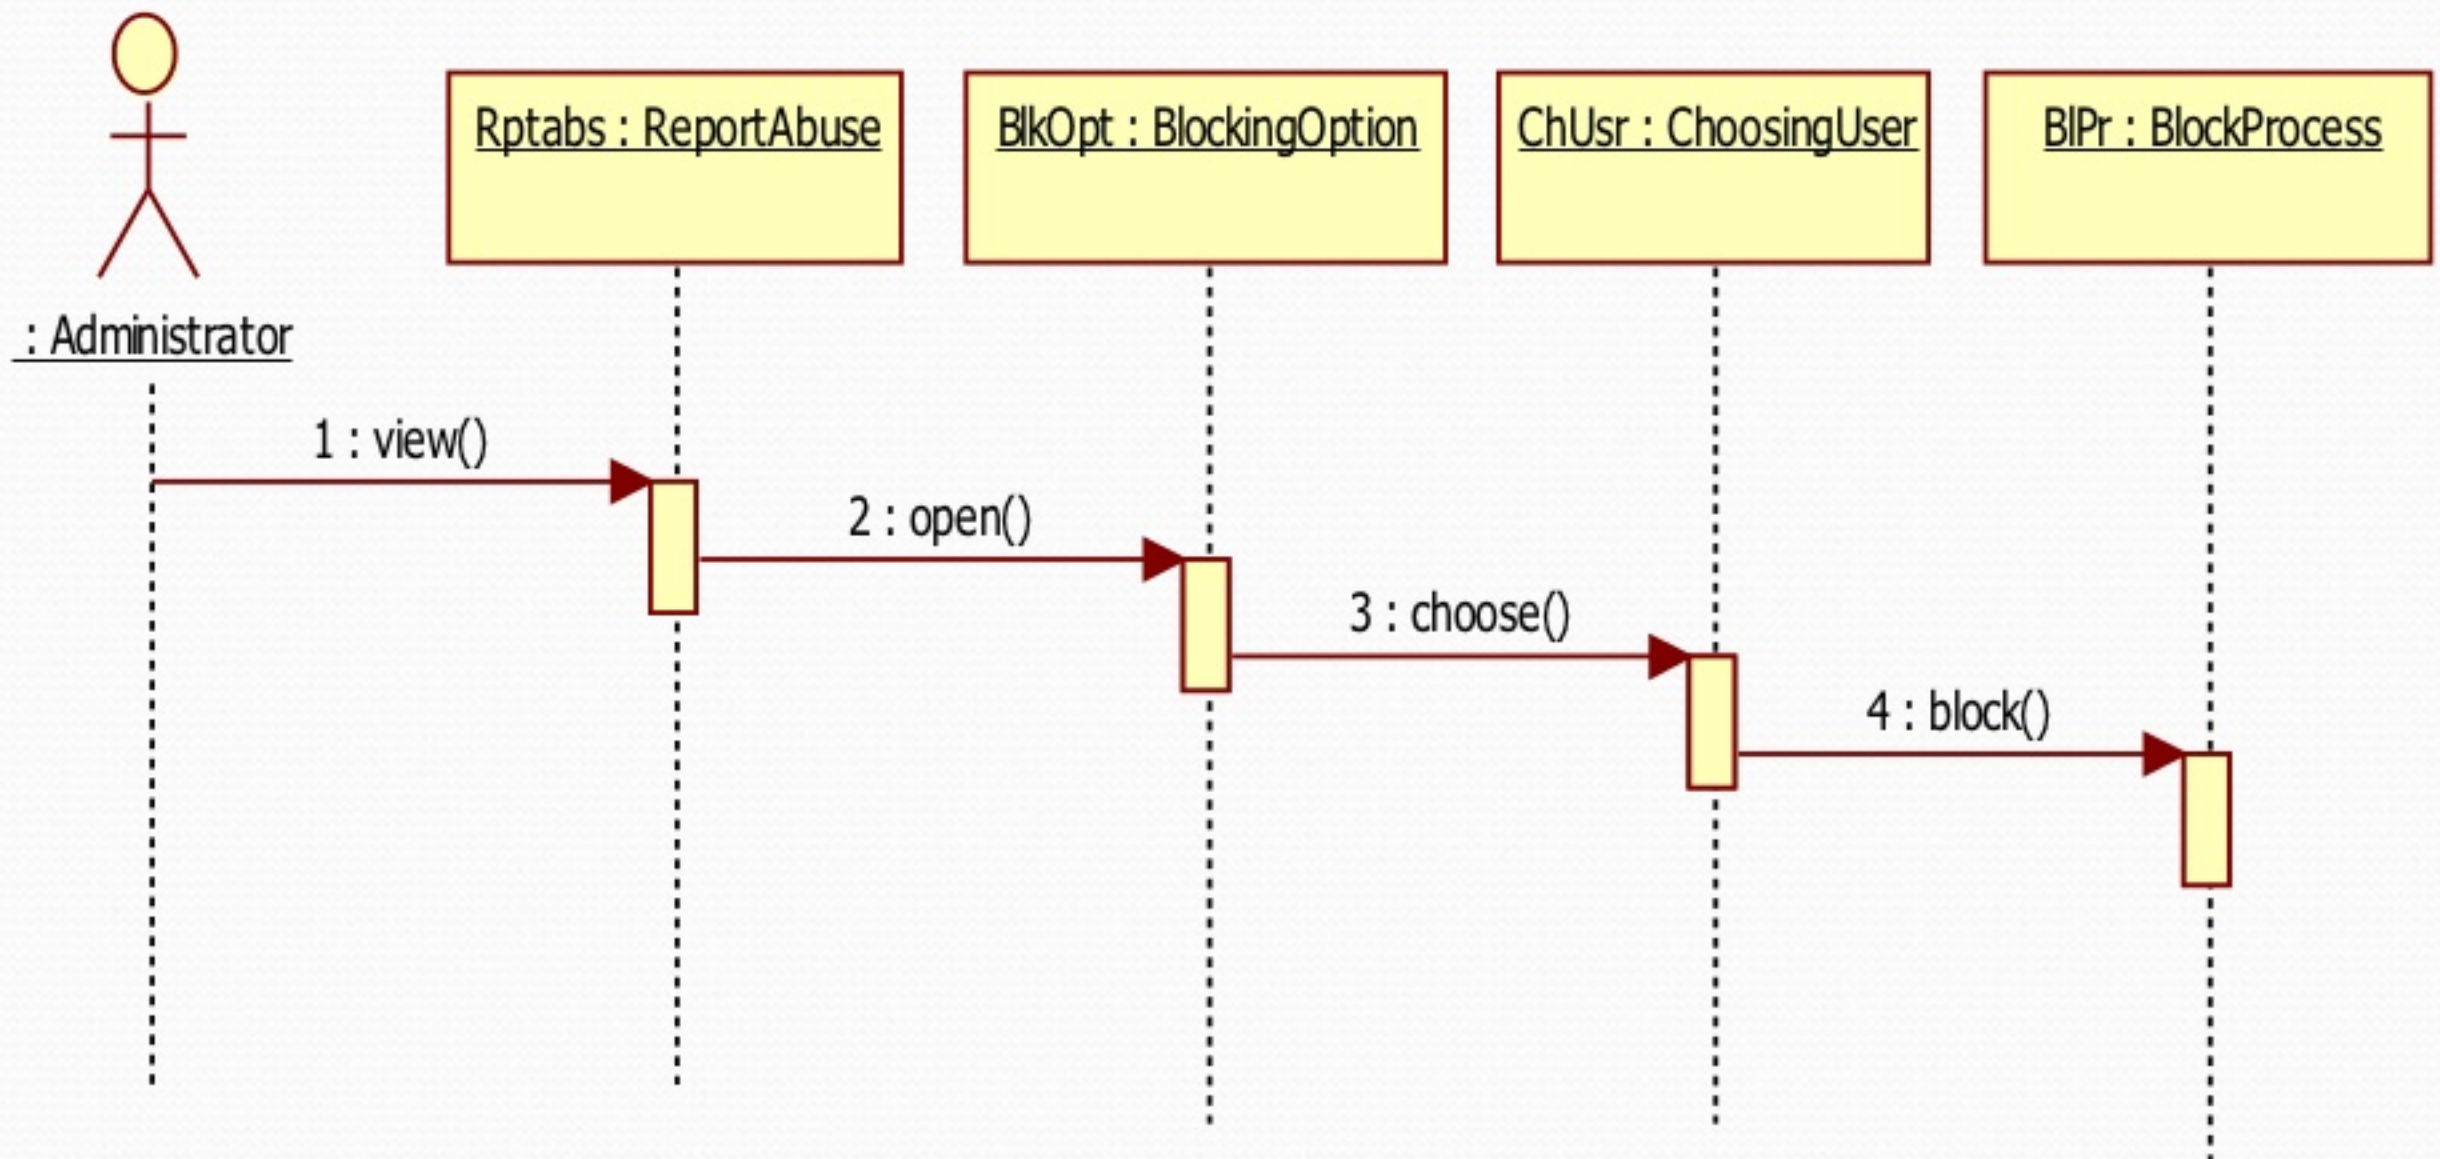 : Administrator
Rptabs : ReportAbuse
BlkOpt : BlockingOption
ChUsr : ChoosingUser
BlPr : BlockProcess
1 : view()
2 : open()
3 : choose()
4 : block()